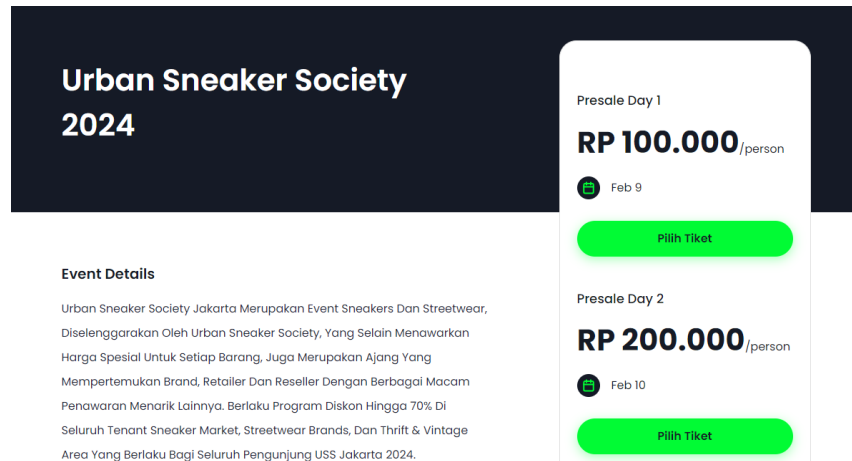 Urban Sneaker Society
2024
Event Details
Urban Sneaker Society Jakarta Merupakan Event Sneakers Dan Streetwear,
Diselenggarakan Oleh Urban Sneaker Society, Yang Selain Menawarkan
Harga Spesial Untuk Setiap Barang, Juga Merupakan Ajang Yang
Mempertemukan Brand, Retailer Dan Reseller Dengan Berbagai Macam
Penawaran Menarik Lainnya. Berlaku Program Diskon Hingga 70% Di
Seluruh Tenant Sneaker Market, Streetwear Brands, Dan Thrift & Vintage
Area Yang Berlaku Bagi Seluruh Pengunjung USS Jakarta 2024.
Presale Day 1
RP 100.000/person
Feb 9
Pilih Tiket
Presale Day 2
RP 200.000/person
Feb 10
Pilih Tiket